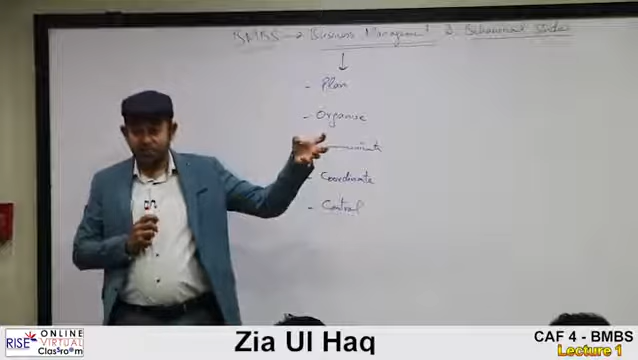 BMBS → Business Management & Behavioral Studies
- Plan
- Organise
- Coordinate
- Control
RISE ONLINE VIRTUAL Classroom
Zia Ul Haq
CAF 4 - BMBS
Lecture 1